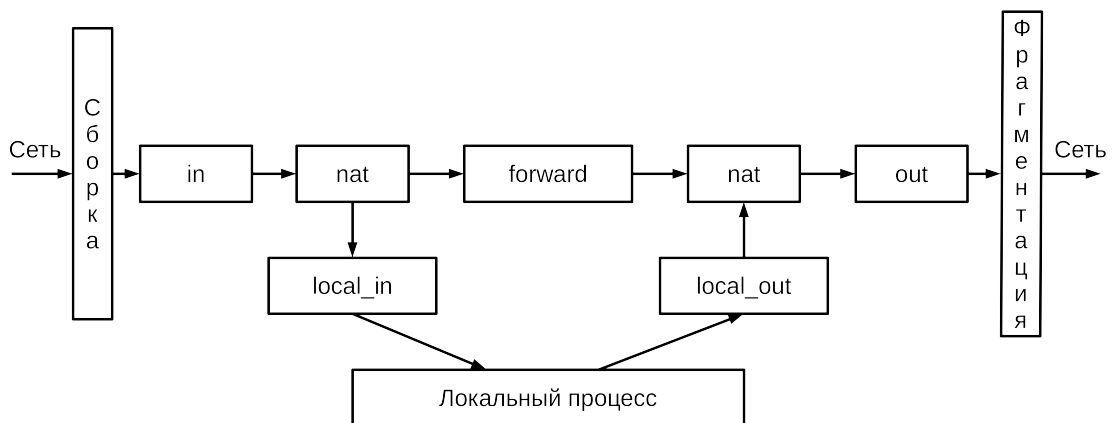 Сеть
Сборка
in
nat
forward
nat
out
Фрагментация
Сеть
local_in
local_out
Локальный процесс